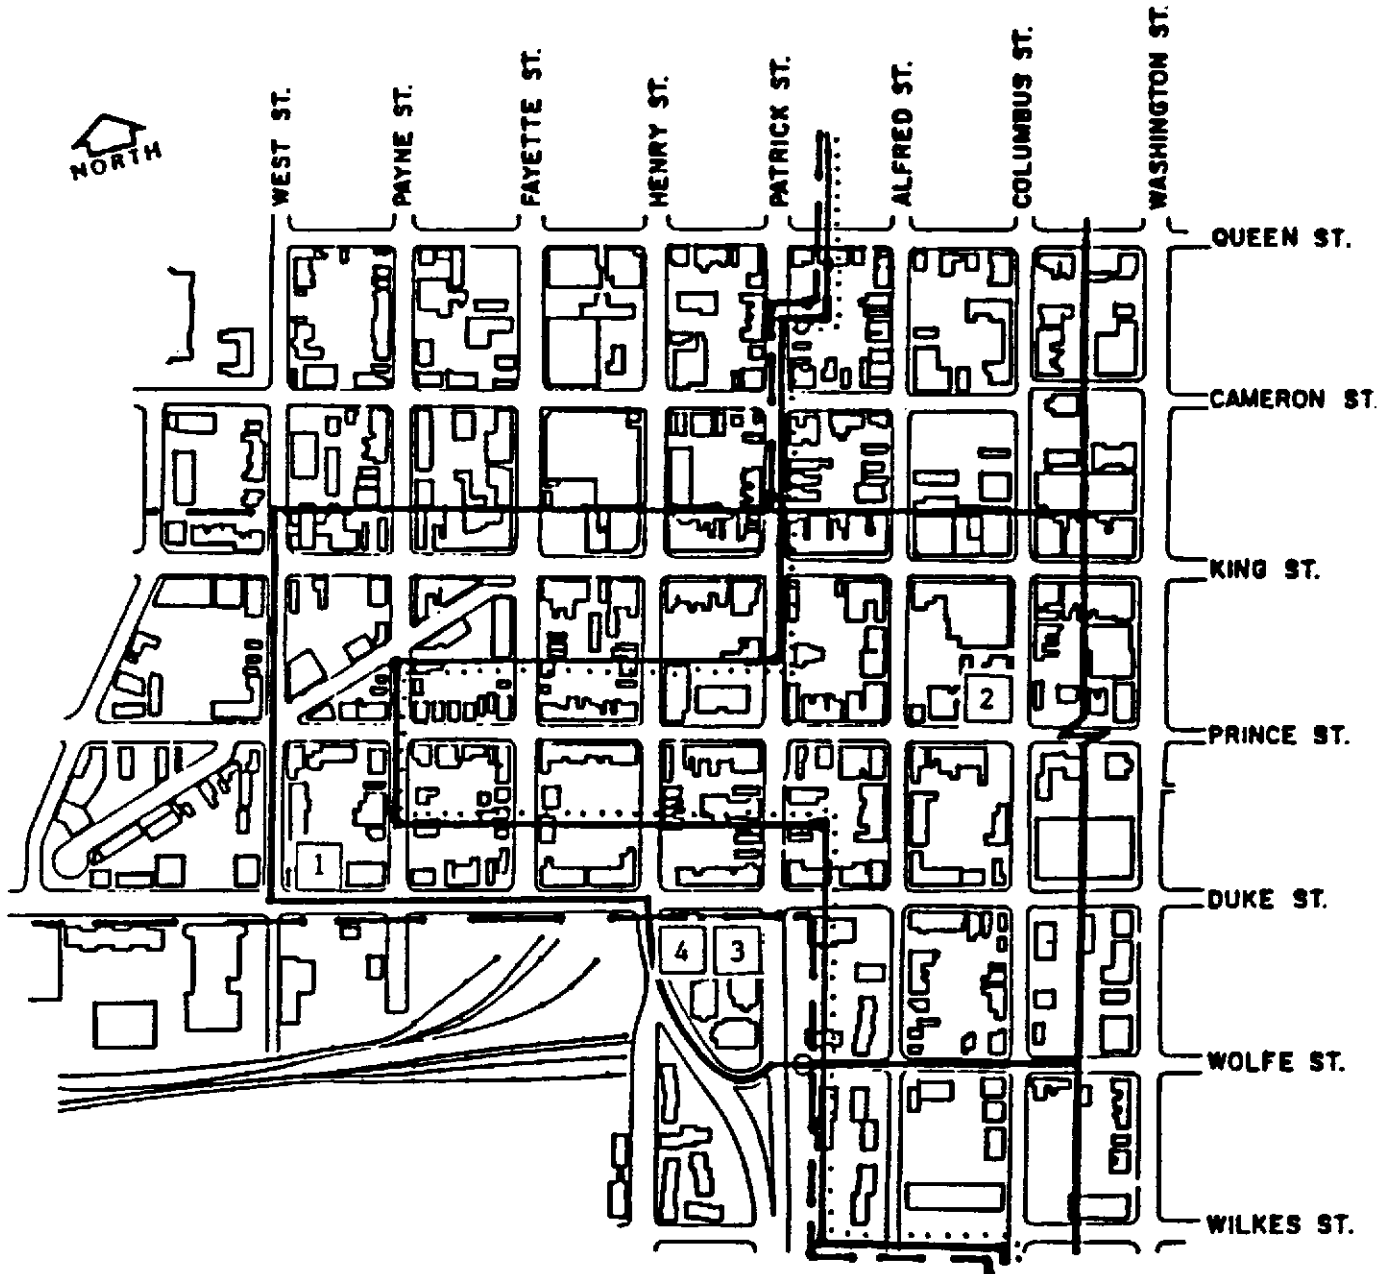 NORTH
WEST ST.
PAYNE ST.
FAYETTE ST.
HENRY ST.
PATRICK ST.
ALFRED ST.
COLUMBUS ST.
WASHINGTON ST.
QUEEN ST.
CAMERON ST.
KING ST.
2
PRINCE ST.
1
DUKE ST.
4
3
WOLFE ST.
WILKES ST.